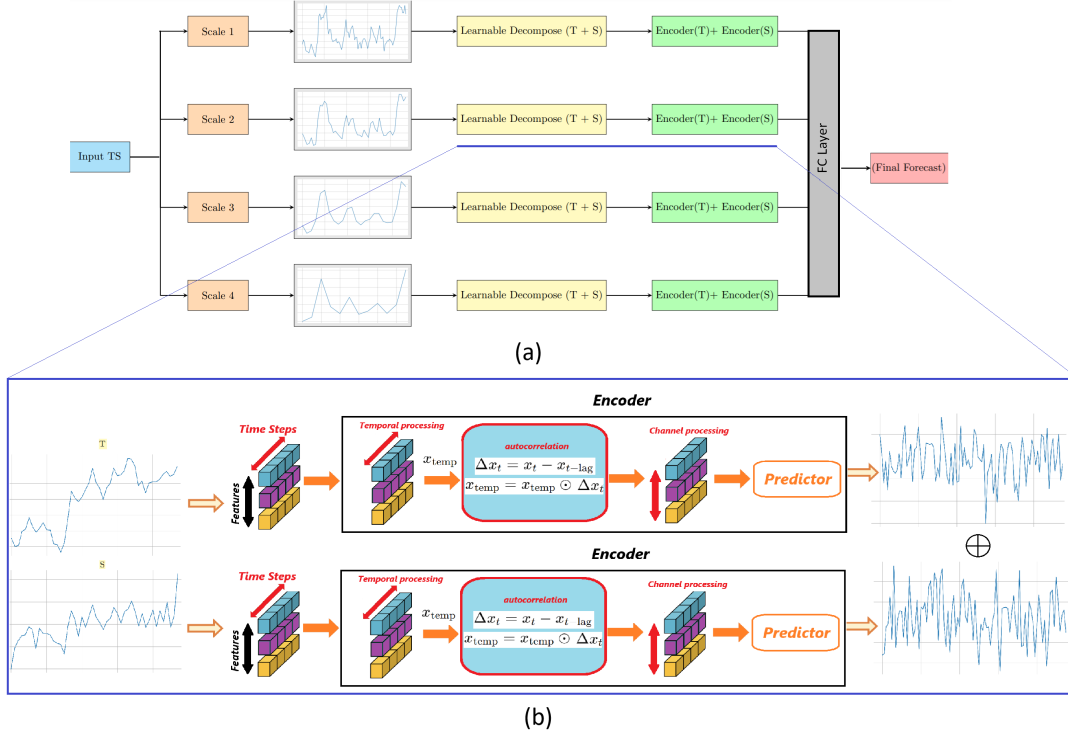 Scale 1
Learnable Decompose (T + S)
Encoder(T)+ Encoder(S)
Scale 2
Learnable Decompose (T + S)
Encoder(T)+ Encoder(S)
Input TS
FC Layer
(Final Forecast)
Scale 3
Learnable Decompose (T + S)
Encoder(T)+ Encoder(S)
Scale 4
Learnable Decompose (T + S)
Encoder(T)+ Encoder(S)
(a)
Encoder
T
Time Steps
Features
Temporal processing
x_temp
autocorrelation
Δx_t = x_t − x_{t−lag}
x_temp = x_temp ⊙ Δx_t
Channel processing
Predictor
⊕
Encoder
S
Time Steps
Features
Temporal processing
x_temp
autocorrelation
Δx_t = x_t − x_{t lag}
x_temp = x_temp ⊙ Δx_t
Channel processing
Predictor
(b)